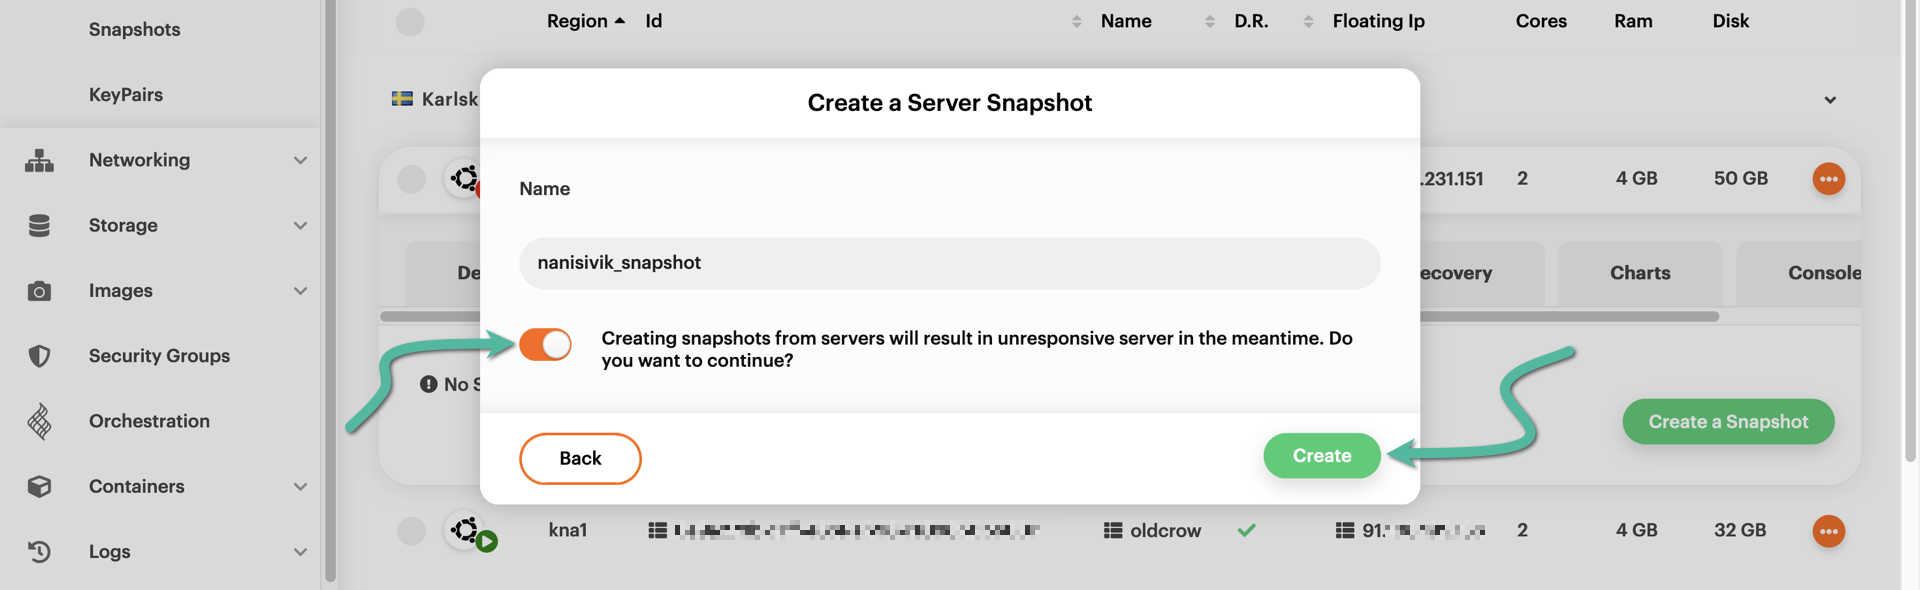 Snapshots
KeyPairs
Networking
Storage
Images
Security Groups
Orchestration
Containers
Logs
Region Id Name D.R. Floating Ip Cores Ram Disk
Karlsk
.231.151 2 4 GB 50 GB
De
ecovery Charts Console
No S
Create a Snapshot
Create a Server Snapshot
Name
nanisivik_snapshot
Creating snapshots from servers will result in unresponsive server in the meantime. Do
you want to continue?
Back Create
kna1 oldcrow 91. 2 4 GB 32 GB